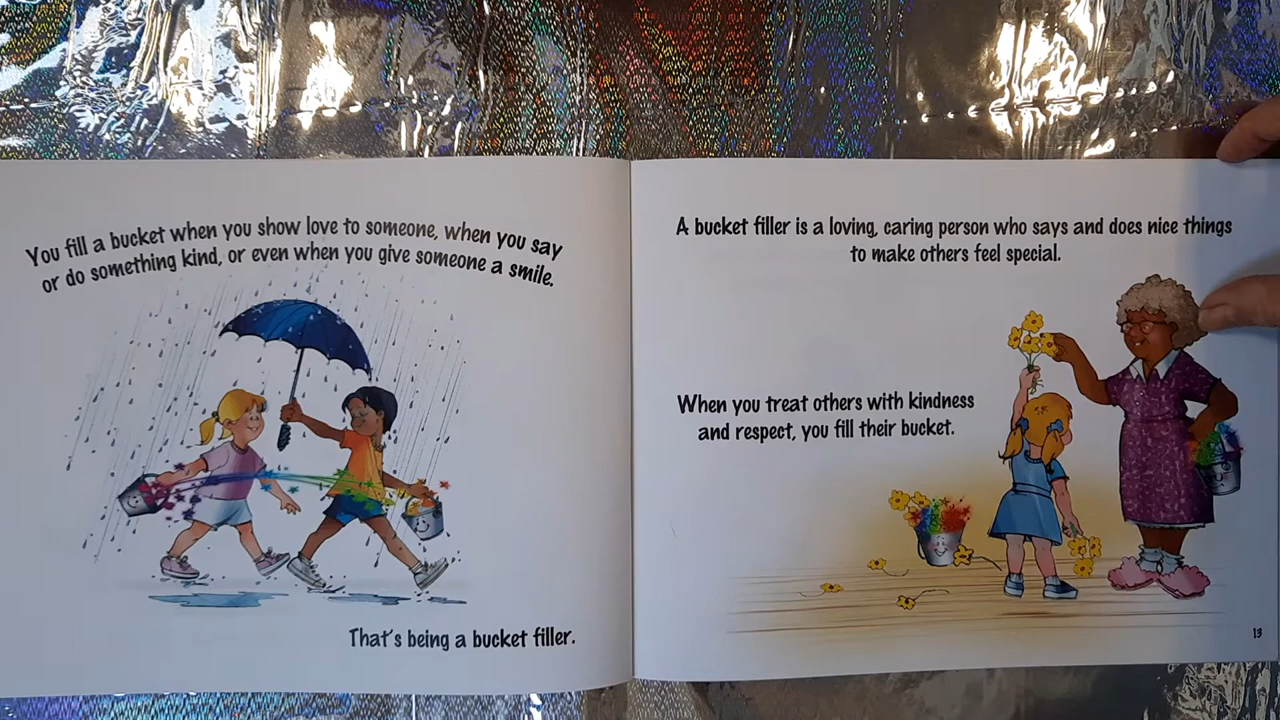 You fill a bucket when you show love to someone, when you say
or do something kind, or even when you give someone a smile.
That's being a bucket filler.
A bucket filler is a loving, caring person who says and does nice things
to make others feel special.
When you treat others with kindness
and respect, you fill their bucket.
13